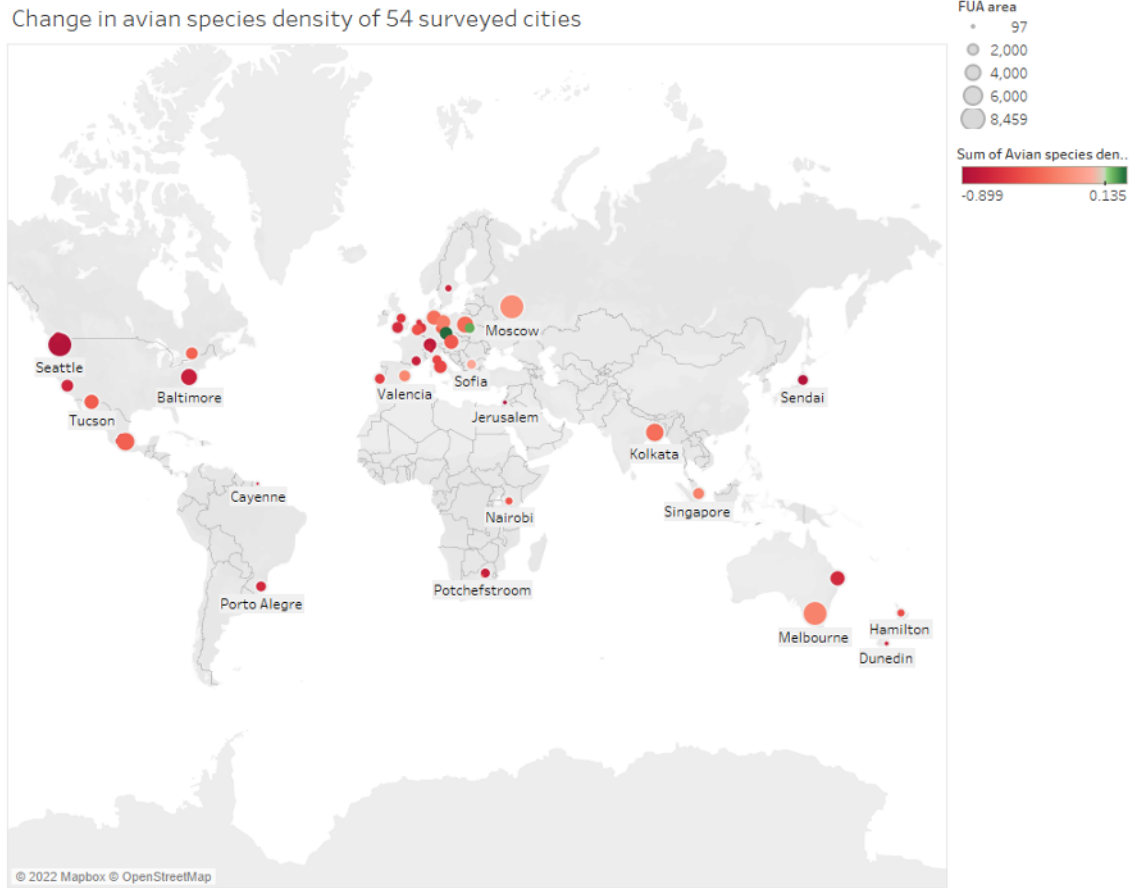 Change in avian species density of 54 surveyed cities
FUA area
97
2,000
4,000
6,000
8,459
Sum of Avian species den..
-0.899 0.135
Moscow
Seattle
Baltimore
Sofia
Valencia
Sendai
Tucson
Jerusalem
Kolkata
Cayenne
Singapore
Nairobi
Potchefstroom
Porto Alegre
Hamilton
Melbourne
Dunedin
© 2022 Mapbox © OpenStreetMap